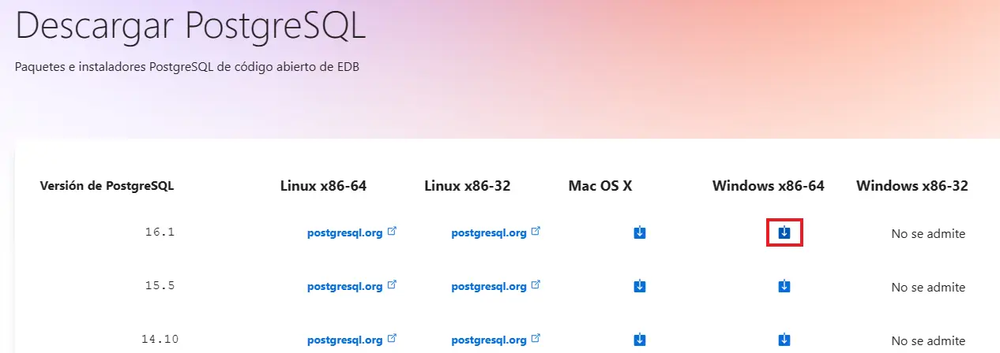 Descargar PostgreSQL
Paquetes e instaladores PostgreSQL de código abierto de EDB
Versión de PostgreSQL Linux x86-64 Linux x86-32 Mac OS X Windows x86-64 Windows x86-32
16.1 postgresql.org postgresql.org No se admite
15.5 postgresql.org postgresql.org No se admite
14.10 postgresql.org postgresql.org No se admite